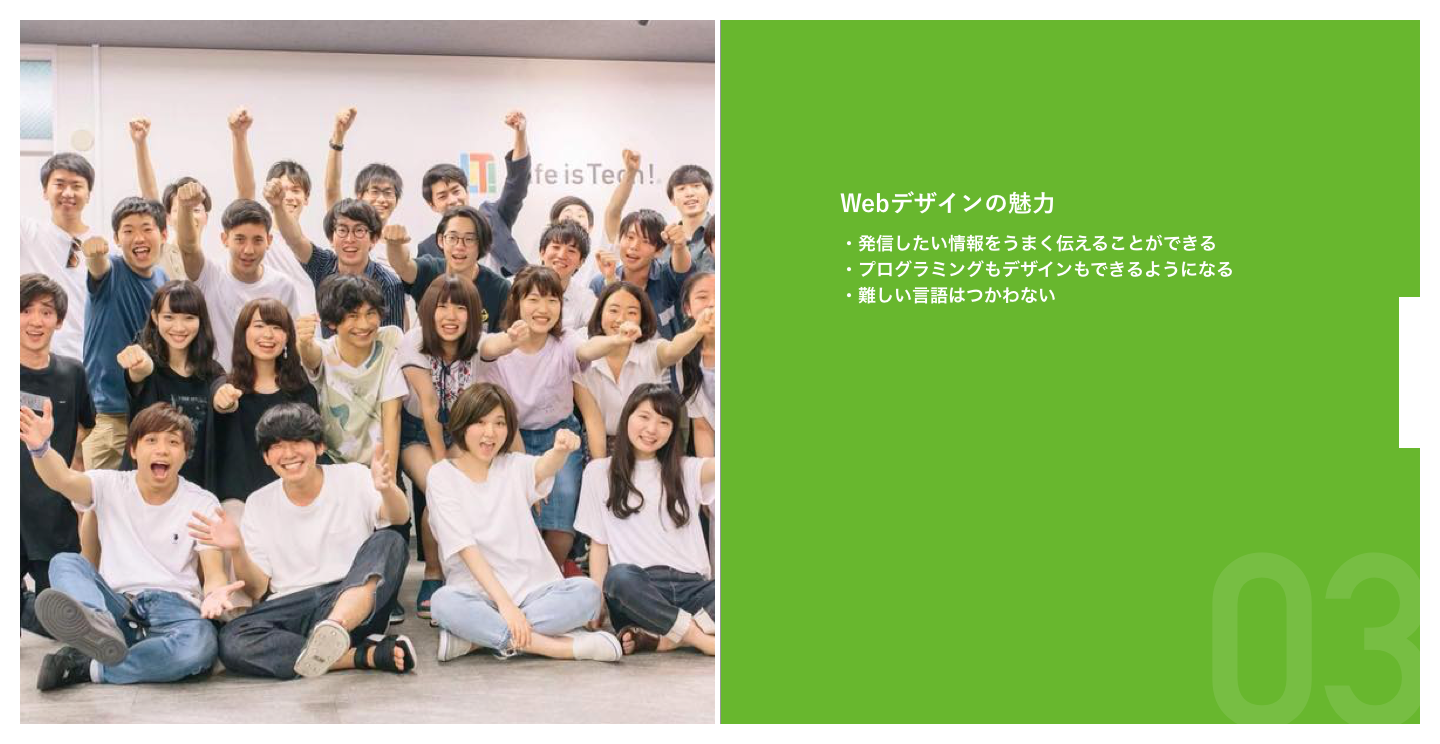 ife is Tech!
Webデザインの魅力
・発信したい情報をうまく伝えることができる
・プログラミングもデザインもできるようになる
・難しい言語はつかわない
03